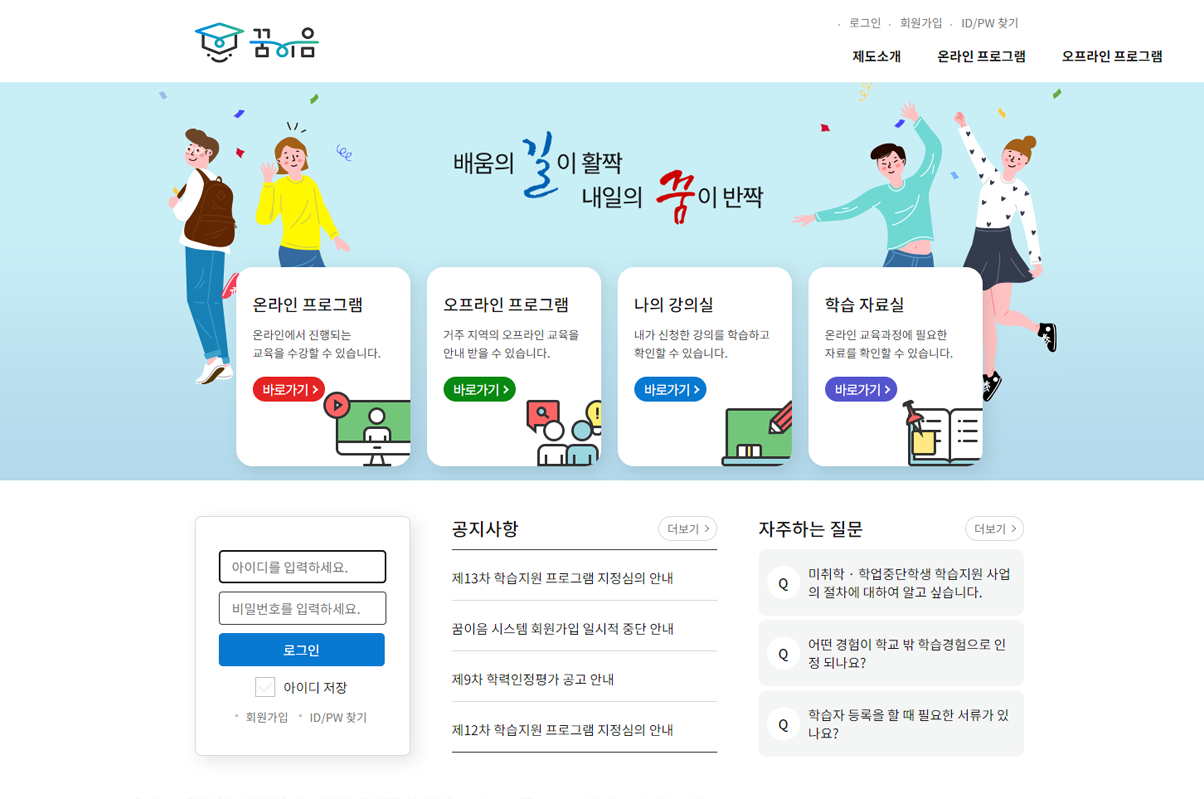 꿈이음
· 로그인 · 회원가입 · ID/PW 찾기
제도소개 온라인 프로그램 오프라인 프로그램
배움의 길이 활짝
내일의 꿈이 반짝
온라인 프로그램
온라인에서 진행되는
교육을 수강할 수 있습니다.
바로가기
오프라인 프로그램
거주 지역의 오프라인 교육을
안내 받을 수 있습니다.
바로가기
나의 강의실
내가 신청한 강의를 학습하고
확인할 수 있습니다.
바로가기
학습 자료실
온라인 교육과정에 필요한
자료를 확인할 수 있습니다.
바로가기
아이디를 입력하세요.
비밀번호를 입력하세요.
로그인
아이디 저장
회원가입 ID/PW 찾기
공지사항 더보기
제13차 학습지원 프로그램 지정심의 안내
꿈이음 시스템 회원가입 일시적 중단 안내
제9차 학력인정평가 공고 안내
제12차 학습지원 프로그램 지정심의 안내
자주하는 질문 더보기
Q 미취학·학업중단학생 학습지원 사업
의 절차에 대하여 알고 싶습니다.
Q 어떤 경험이 학교 밖 학습경험으로 인
정 되나요?
Q 학습자 등록을 할 때 필요한 서류가 있
나요?